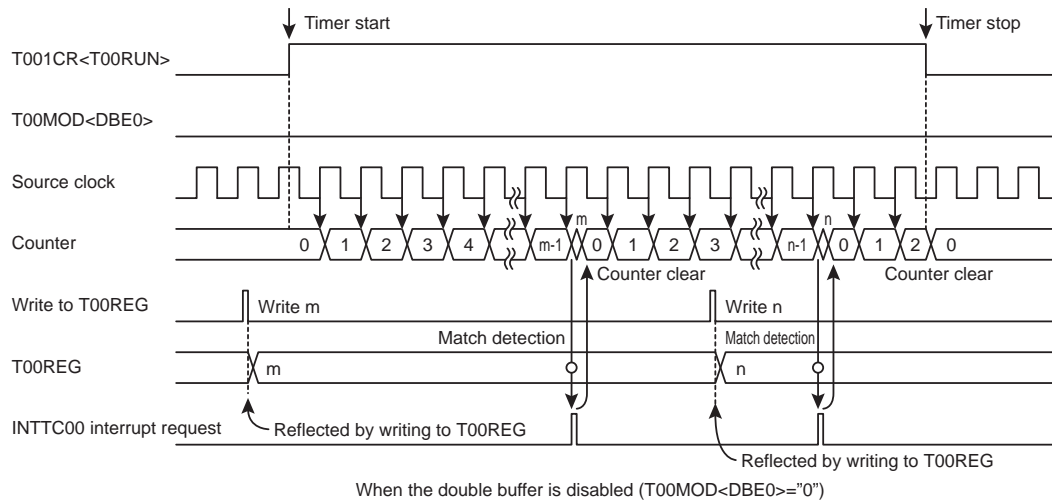 Timer start
Timer stop
T001CR<T00RUN>
T00MOD<DBE0>
Source clock
m
n
Counter
0 1 2 3 4 m-1 0 1 2 3 n-1 0 1 2 0
Counter clear
Counter clear
Write to T00REG
Write m
Write n
Match detection
Match detection
T00REG
m
n
INTTC00 interrupt request
Reflected by writing to T00REG
Reflected by writing to T00REG
When the double buffer is disabled (T00MOD<DBE0>=”0”)